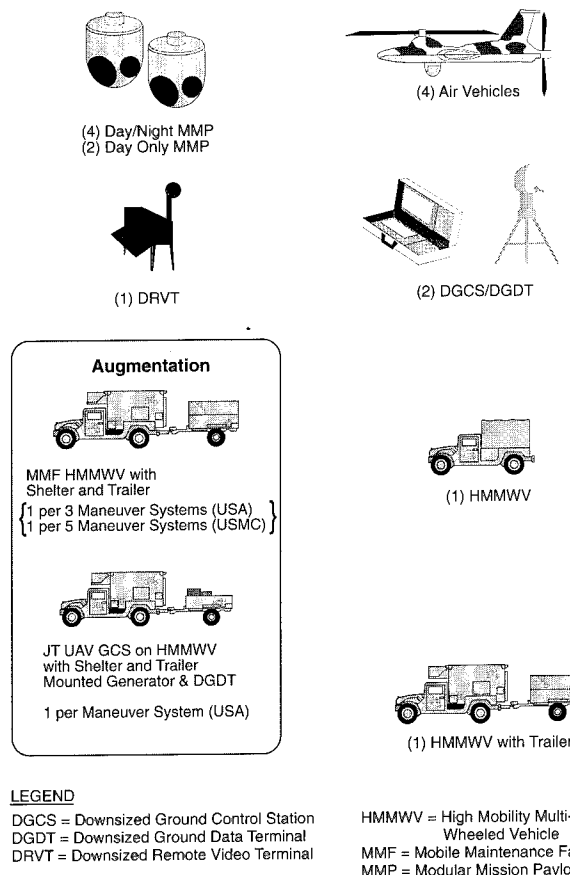 (4) Day/Night MMP
(2) Day Only MMP
(4) Air Vehicles
(1) DRVT
(2) DGCS/DGDT
Augmentation
MMF HMMWV with
Shelter and Trailer
{1 per 3 Maneuver Systems (USA)
1 per 5 Maneuver Systems (USMC)}
JT UAV GCS on HMMWV
with Shelter and Trailer
Mounted Generator & DGDT
1 per Maneuver System (USA)
(1) HMMWV
(1) HMMWV with Trailer
LEGEND
DGCS = Downsized Ground Control Station
DGDT = Downsized Ground Data Terminal
DRVT = Downsized Remote Video Terminal
HMMWV = High Mobility Multi-
Wheeled Vehicle
MMF = Mobile Maintenance
MMP = Modular Mission